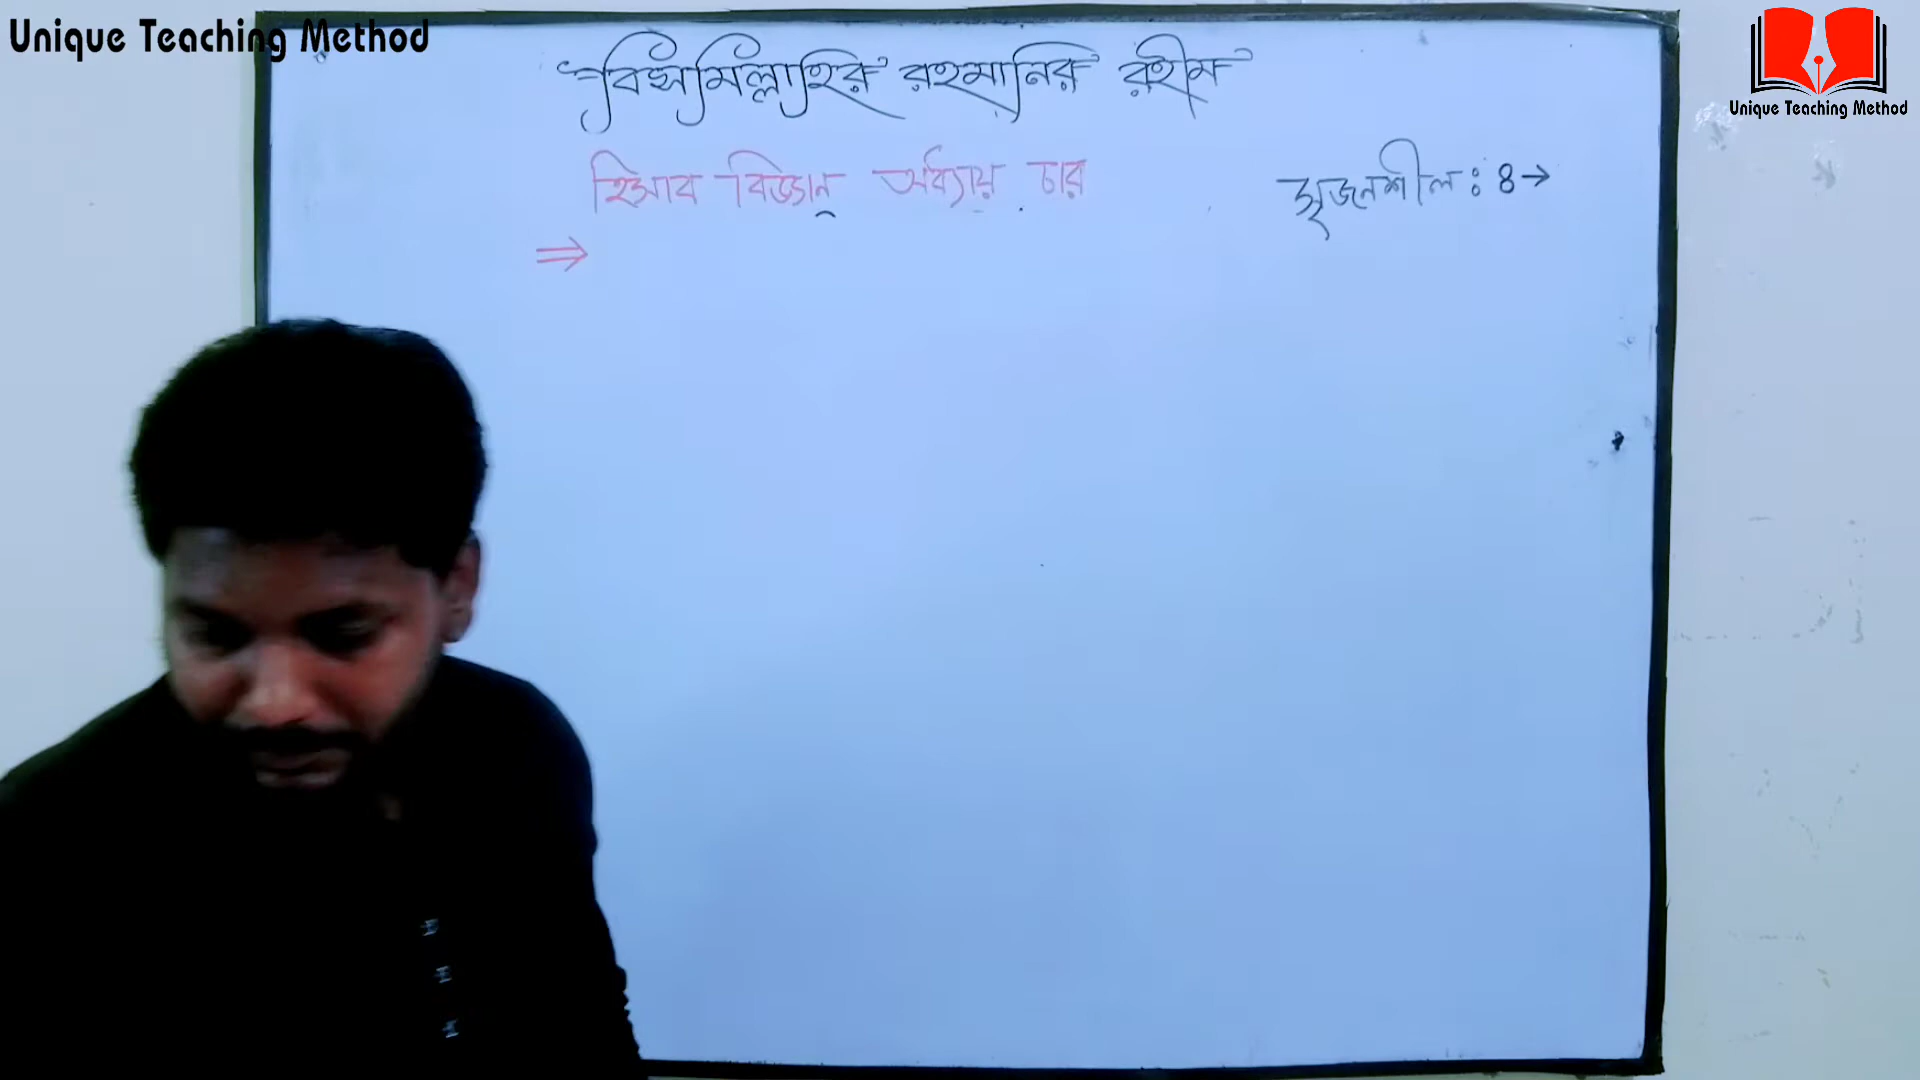 Unique Teaching Method
বিসমিল্লাহির রহমানির রহীম
Unique Teaching Method
হিসাব বিজ্ঞান অধ্যায় চার
সৃজনশীল: ৪→
⇒